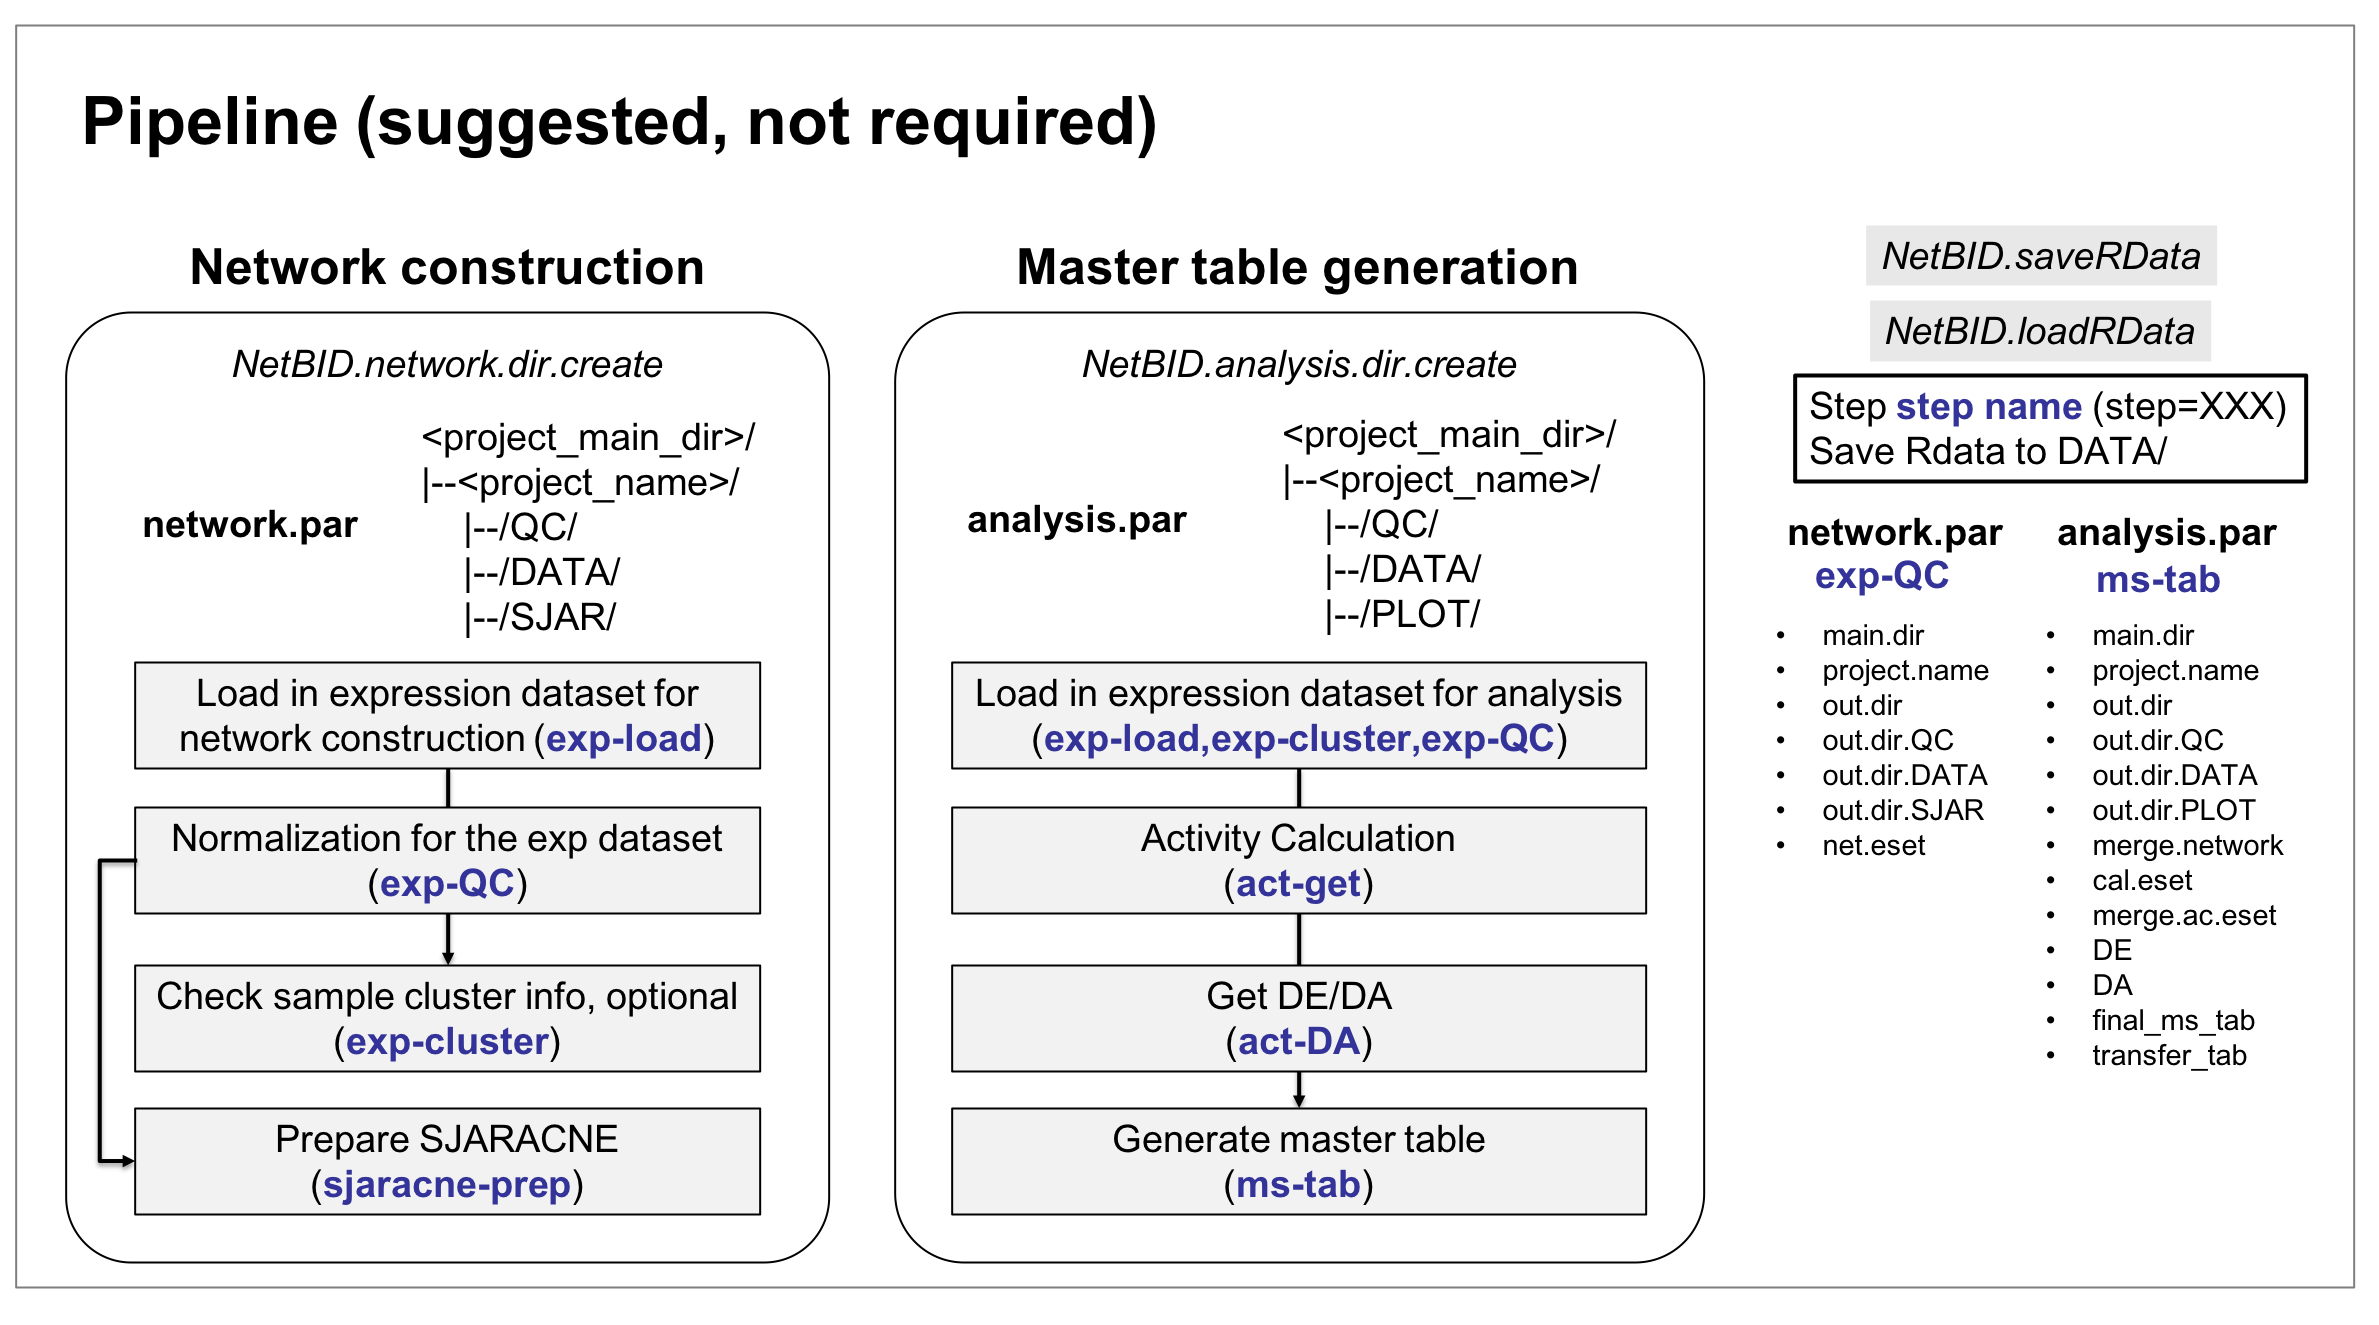 Pipeline (suggested, not required)
Network construction
NetBID.network.dir.create
network.par
<project_main_dir>/
|--<project_name>/
|--/QC/
|--/DATA/
|--/SJAR/
Load in expression dataset for
network construction (exp-load)
Normalization for the exp dataset
(exp-QC)
Check sample cluster info, optional
(exp-cluster)
Prepare SJARACNE
(sjaracne-prep)
Master table generation
NetBID.analysis.dir.create
analysis.par
<project_main_dir>/
|--<project_name>/
|--/QC/
|--/DATA/
|--/PLOT/
Load in expression dataset for analysis
(exp-load,exp-cluster,exp-QC)
Activity Calculation
(act-get)
Get DE/DA
(act-DA)
Generate master table
(ms-tab)
NetBID.saveRData
NetBID.loadRData
Step step name (step=XXX)
Save Rdata to DATA/
network.par
exp-QC
• main.dir
• project.name
• out.dir
• out.dir.QC
• out.dir.DATA
• out.dir.SJAR
• net.eset
analysis.par
ms-tab
• main.dir
• project.name
• out.dir
• out.dir.QC
• out.dir.DATA
• out.dir.PLOT
• merge.network
• cal.eset
• merge.ac.eset
• DE
• DA
• final_ms_tab
• transfer_tab